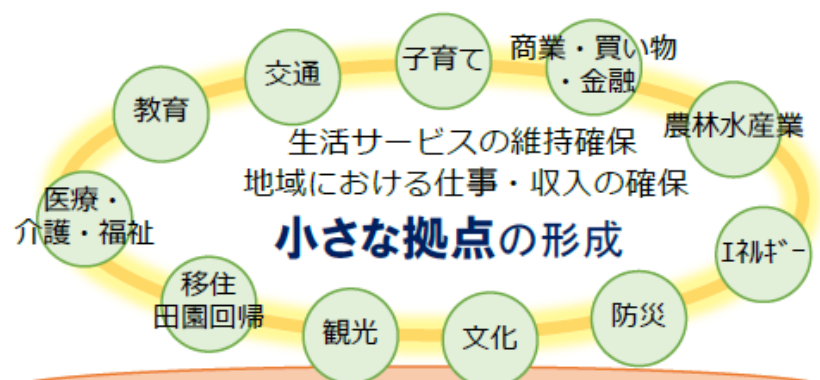 子育て
商業・買い物
・金融
交通
教育
農林水産業
生活サービスの維持確保
地域における仕事・収入の確保
小さな拠点の形成
医療・
介護・福祉
ｴﾈﾙｷﾞｰ
移住
田園回帰
防災
観光
文化